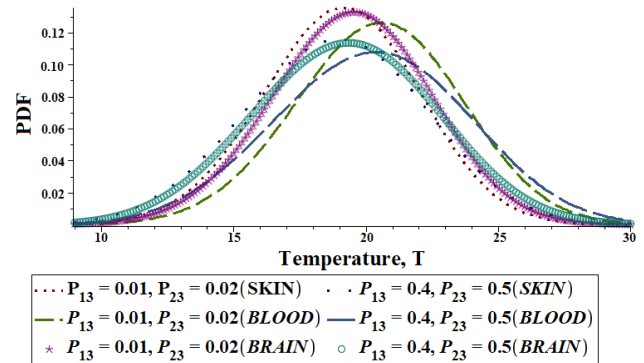 0.12
0.10
0.08
0.06
0.04
0.02
PDF
10 15 20 25 30
Temperature, T
P₁₃ = 0.01, P₂₃ = 0.02(SKIN) P₁₃ = 0.4, P₂₃ = 0.5(SKIN)
P₁₃ = 0.01, P₂₃ = 0.02(BLOOD) P₁₃ = 0.4, P₂₃ = 0.5(BLOOD)
P₁₃ = 0.01, P₂₃ = 0.02(BRAIN) P₁₃ = 0.4, P₂₃ = 0.5(BRAIN)